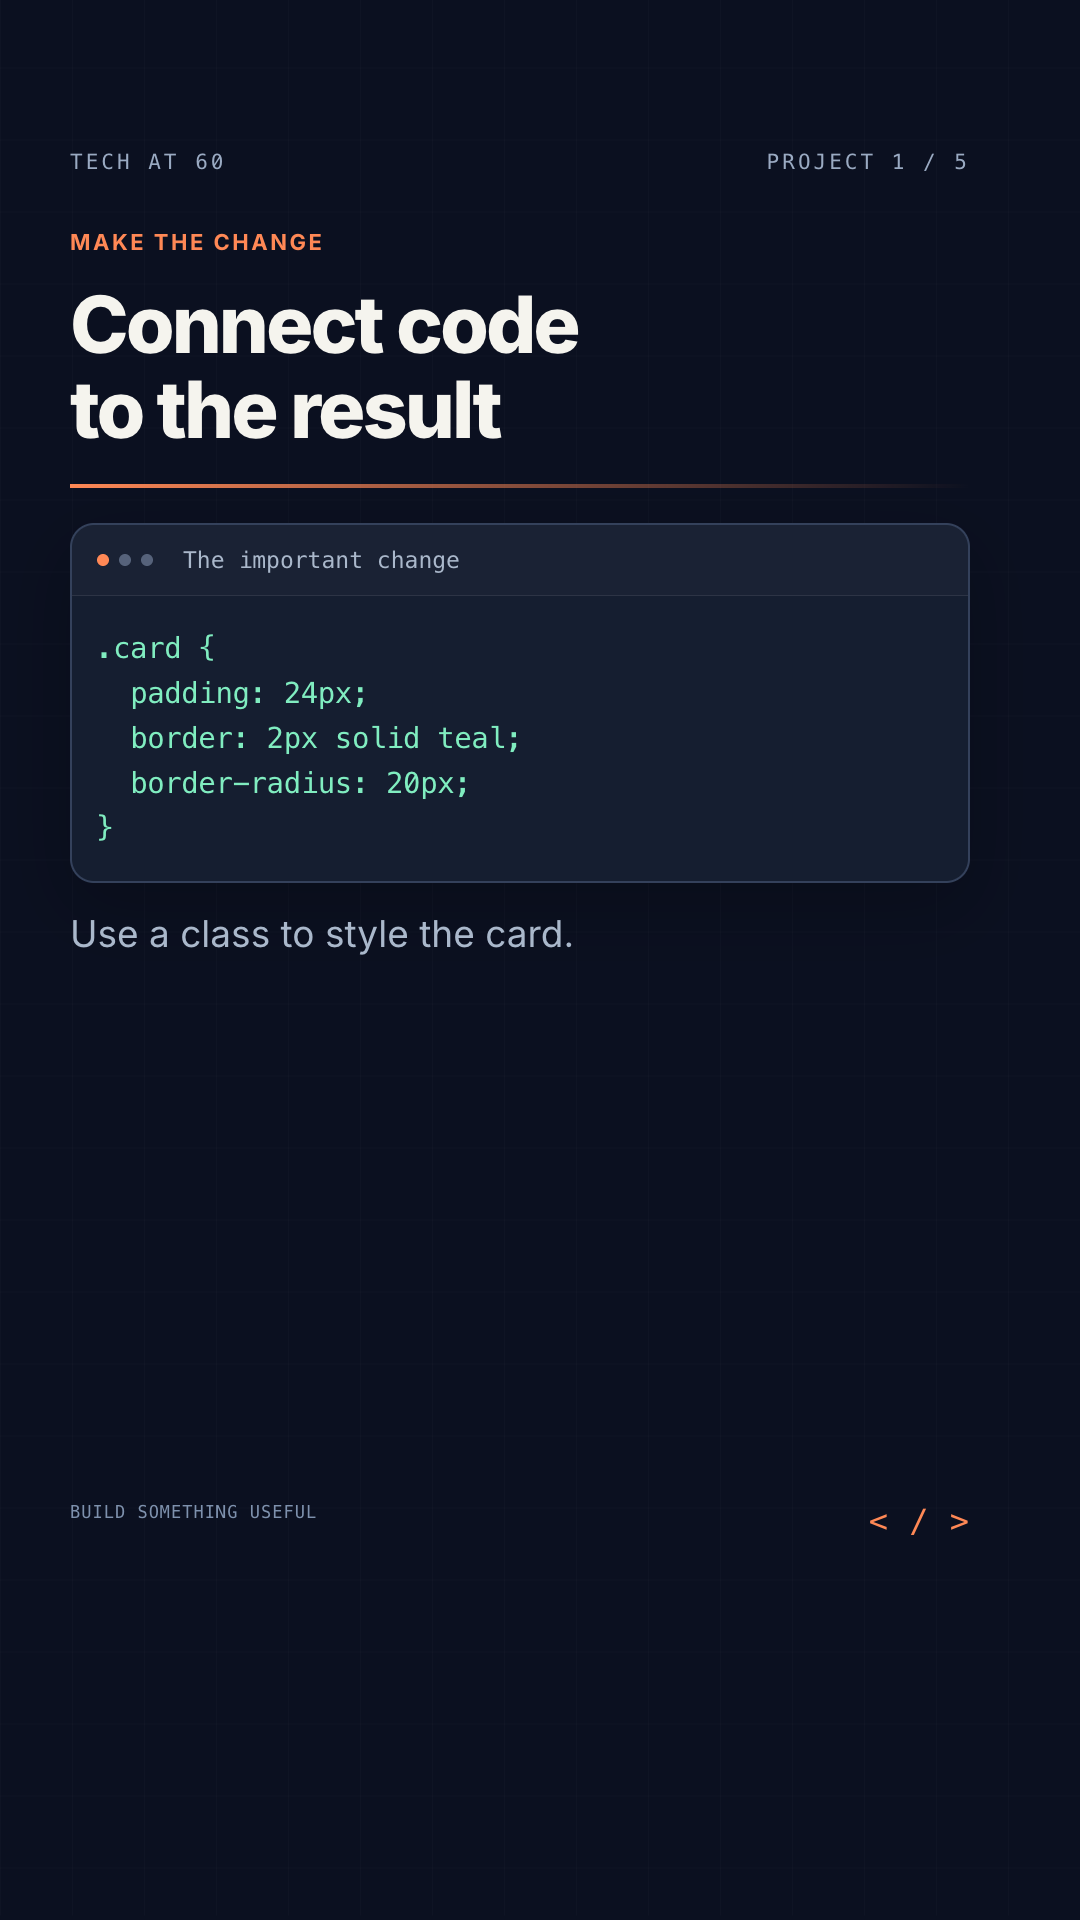 TECH AT 60
PROJECT 1 / 5
MAKE THE CHANGE
Connect code
to the result
The important change
.card {
  padding: 24px;
  border: 2px solid teal;
  border-radius: 20px;
}
Use a class to style the card.
BUILD SOMETHING USEFUL
< / >